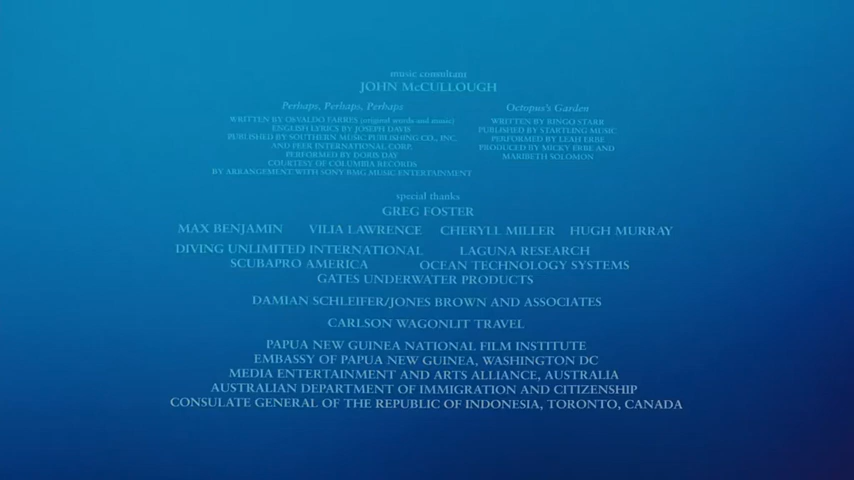 music consultant
JOHN McCULLOUGH
Perhaps, Perhaps, Perhaps
WRITTEN BY OSVALDO FARRES (original words and music)
ENGLISH LYRICS BY JOSEPH DAVIS
PUBLISHED BY SOUTHERN MUSIC PUBLISHING CO., INC.
AND PEER INTERNATIONAL CORP.
PERFORMED BY DORIS DAY
COURTESY OF COLUMBIA RECORDS
BY ARRANGEMENT WITH SONY BMG MUSIC ENTERTAINMENT
Octopus's Garden
WRITTEN BY RINGO STARR
PUBLISHED BY STARTLING MUSIC
PERFORMED BY LEAH ERBE
PRODUCED BY MICKY ERBE AND
MARIBETH SOLOMON
special thanks
GREG FOSTER
MAX BENJAMIN VILIA LAWRENCE CHERYLL MILLER HUGH MURRAY
DIVING UNLIMITED INTERNATIONAL LAGUNA RESEARCH
SCUBAPRO AMERICA OCEAN TECHNOLOGY SYSTEMS
GATES UNDERWATER PRODUCTS
DAMIAN SCHLEIFER/JONES BROWN AND ASSOCIATES
CARLSON WAGONLIT TRAVEL
PAPUA NEW GUINEA NATIONAL FILM INSTITUTE
EMBASSY OF PAPUA NEW GUINEA, WASHINGTON DC
MEDIA ENTERTAINMENT AND ARTS ALLIANCE, AUSTRALIA
AUSTRALIAN DEPARTMENT OF IMMIGRATION AND CITIZENSHIP
CONSULATE GENERAL OF THE REPUBLIC OF INDONESIA, TORONTO, CANADA